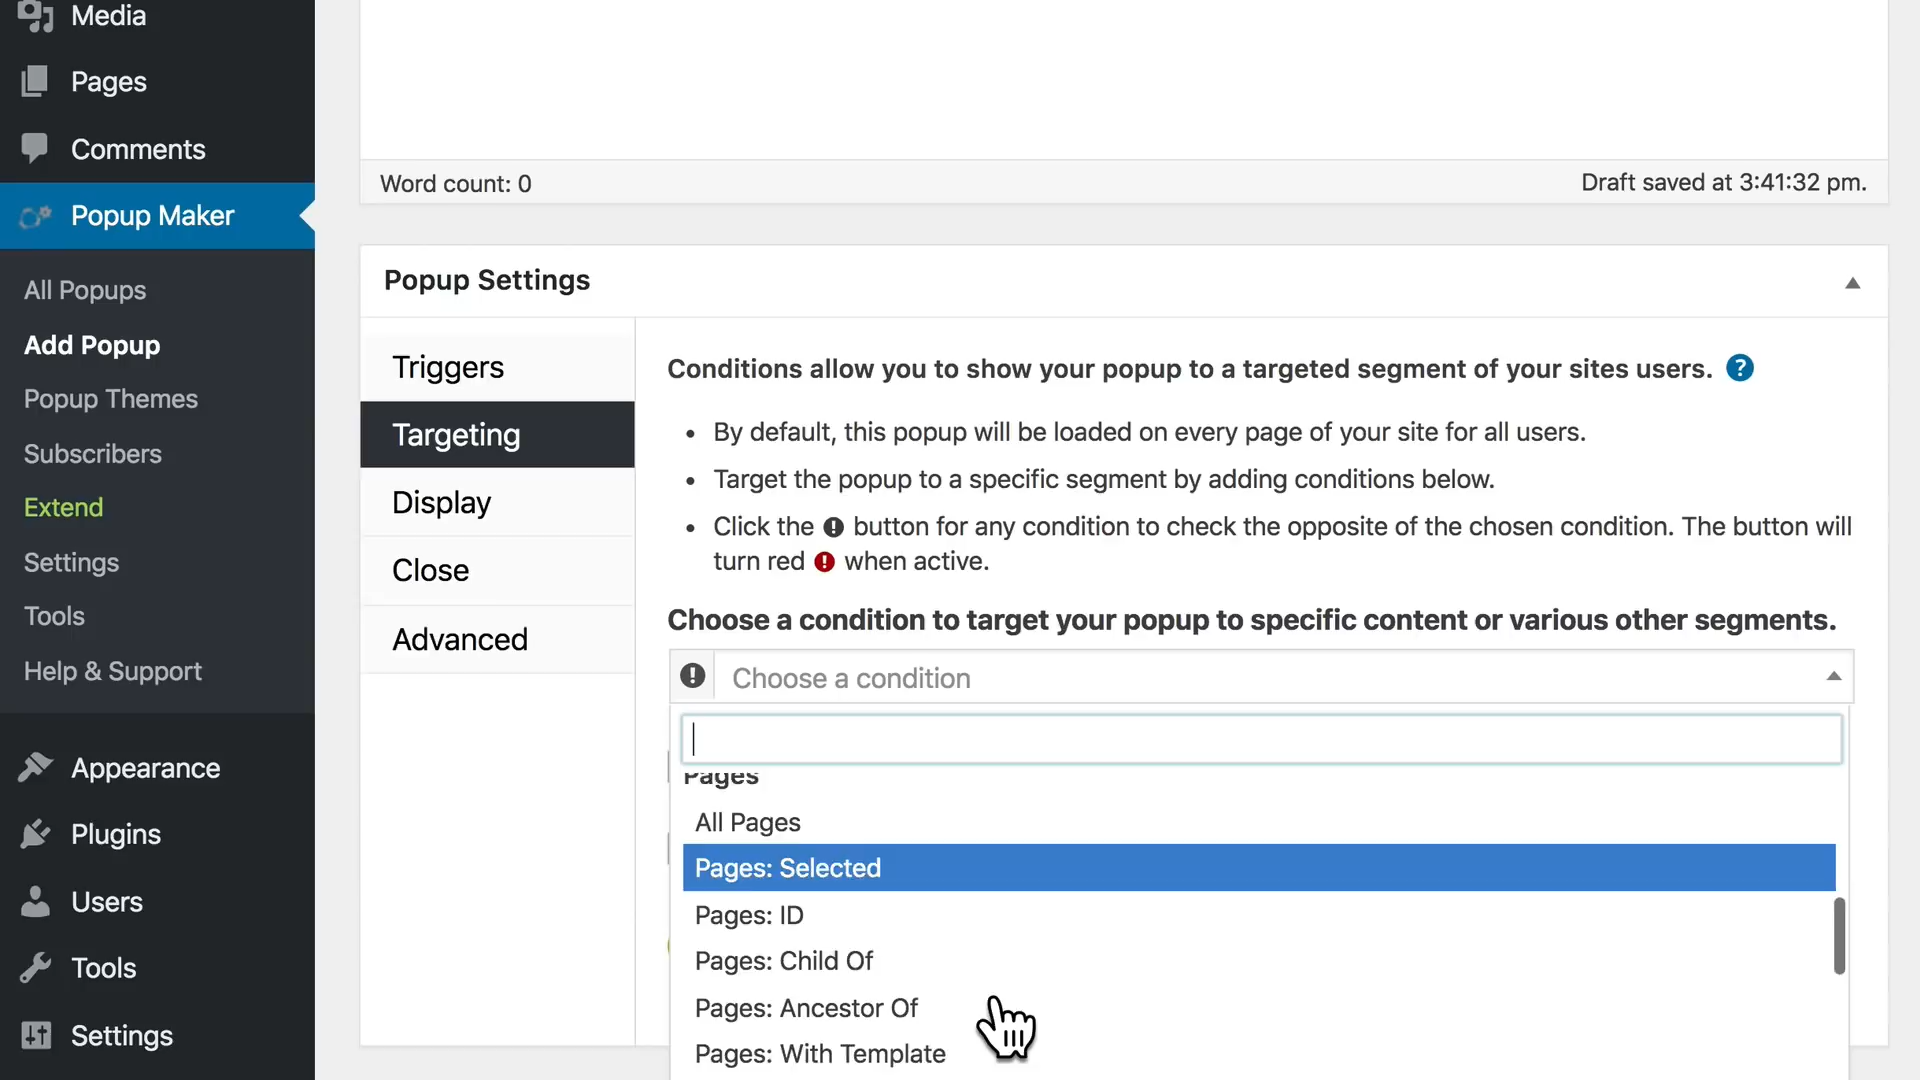 Media
Pages
Comments
Popup Maker
All Popups
Add Popup
Popup Themes
Subscribers
Extend
Settings
Tools
Help & Support
Appearance
Plugins
Users
Tools
Settings
Word count: 0
Draft saved at 3:41:32 pm.
Popup Settings
Triggers
Targeting
Display
Close
Advanced
Conditions allow you to show your popup to a targeted segment of your sites users. ?
• By default, this popup will be loaded on every page of your site for all users.
• Target the popup to a specific segment by adding conditions below.
• Click the ! button for any condition to check the opposite of the chosen condition. The button will
turn red ! when active.
Choose a condition to target your popup to specific content or various other segments.
! Choose a condition
Pages
All Pages
Pages: Selected
Pages: ID
Pages: Child Of
Pages: Ancestor Of
Pages: With Template